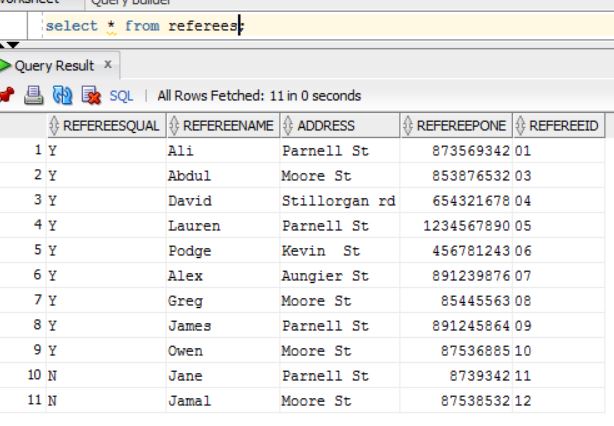 Query Builder
select * from referees;
Query Result x
SQL | All Rows Fetched: 11 in 0 seconds
REFEREESQUAL REFEREENAME ADDRESS REFEREEPONE REFEREEID
1 Y Ali Parnell St 873569342 01
2 Y Abdul Moore St 853876532 03
3 Y David Stillorgan rd 654321678 04
4 Y Lauren Parnell St 1234567890 05
5 Y Podge Kevin  St 456781243 06
6 Y Alex Aungier St 891239876 07
7 Y Greg Moore St 85445563 08
8 Y James Parnell St 891245864 09
9 Y Owen Moore St 87536885 10
10 N Jane Parnell St 8739342 11
11 N Jamal Moore St 87538532 12